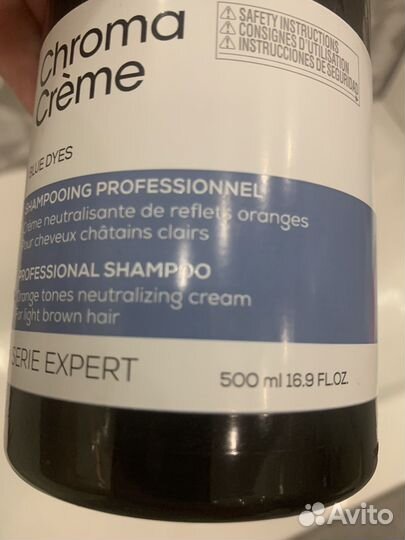 Chroma
Crème
BLUE DYES
⚠ SAFETY INSTRUCTIONS
⚠ CONSIGNES D'UTILISATION
⚠ INSTRUCCIONES DE SEGURIDAD
SHAMPOOING PROFESSIONNEL
Crème neutralisante de reflets oranges
Pour cheveux châtains clairs
PROFESSIONAL SHAMPOO
Orange tones neutralizing cream
For light brown hair
SERIE EXPERT
500 ml 16.9 FL.OZ.
Avito